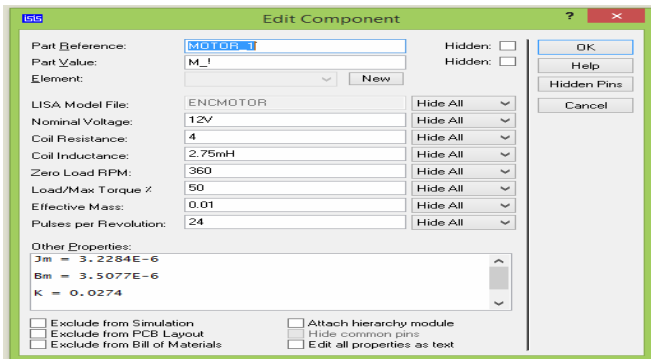 ISIS Edit Component ? ×
Part Reference: MOTOR_1 Hidden: OK
Part Value: M_! Hidden: Help
Element: New Hidden Pins
LISA Model File: ENCMOTOR Hide All Cancel
Nominal Voltage: 12V Hide All
Coil Resistance: 4 Hide All
Coil Inductance: 2.75mH Hide All
Zero Load RPM: 360 Hide All
Load/Max Torque % 50 Hide All
Effective Mass: 0.01 Hide All
Pulses per Revolution: 24 Hide All
Other Properties:
Jm = 3.2284E-6
Bm = 3.5077E-6
K = 0.0274
Exclude from Simulation Attach hierarchy module
Exclude from PCB Layout Hide common pins
Exclude from Bill of Materials Edit all properties as text